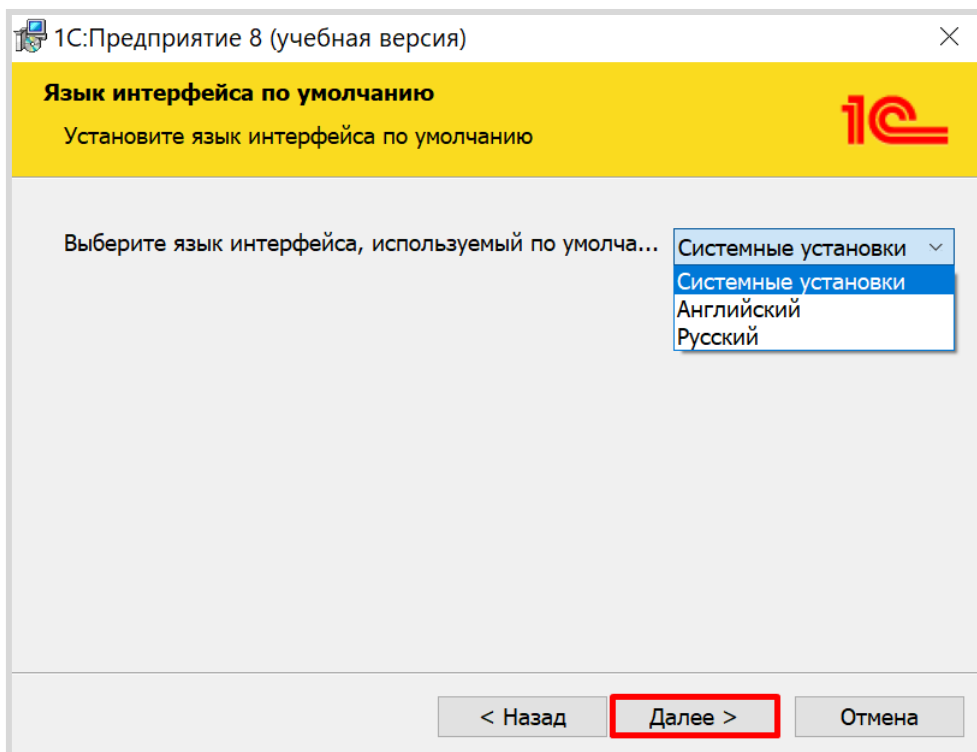 1С:Предприятие 8 (учебная версия)
Язык интерфейса по умолчанию
Установите язык интерфейса по умолчанию
1С
Выберите язык интерфейса, используемый по умолча... Системные установки
Системные установки
Английский
Русский
< Назад Далее > Отмена